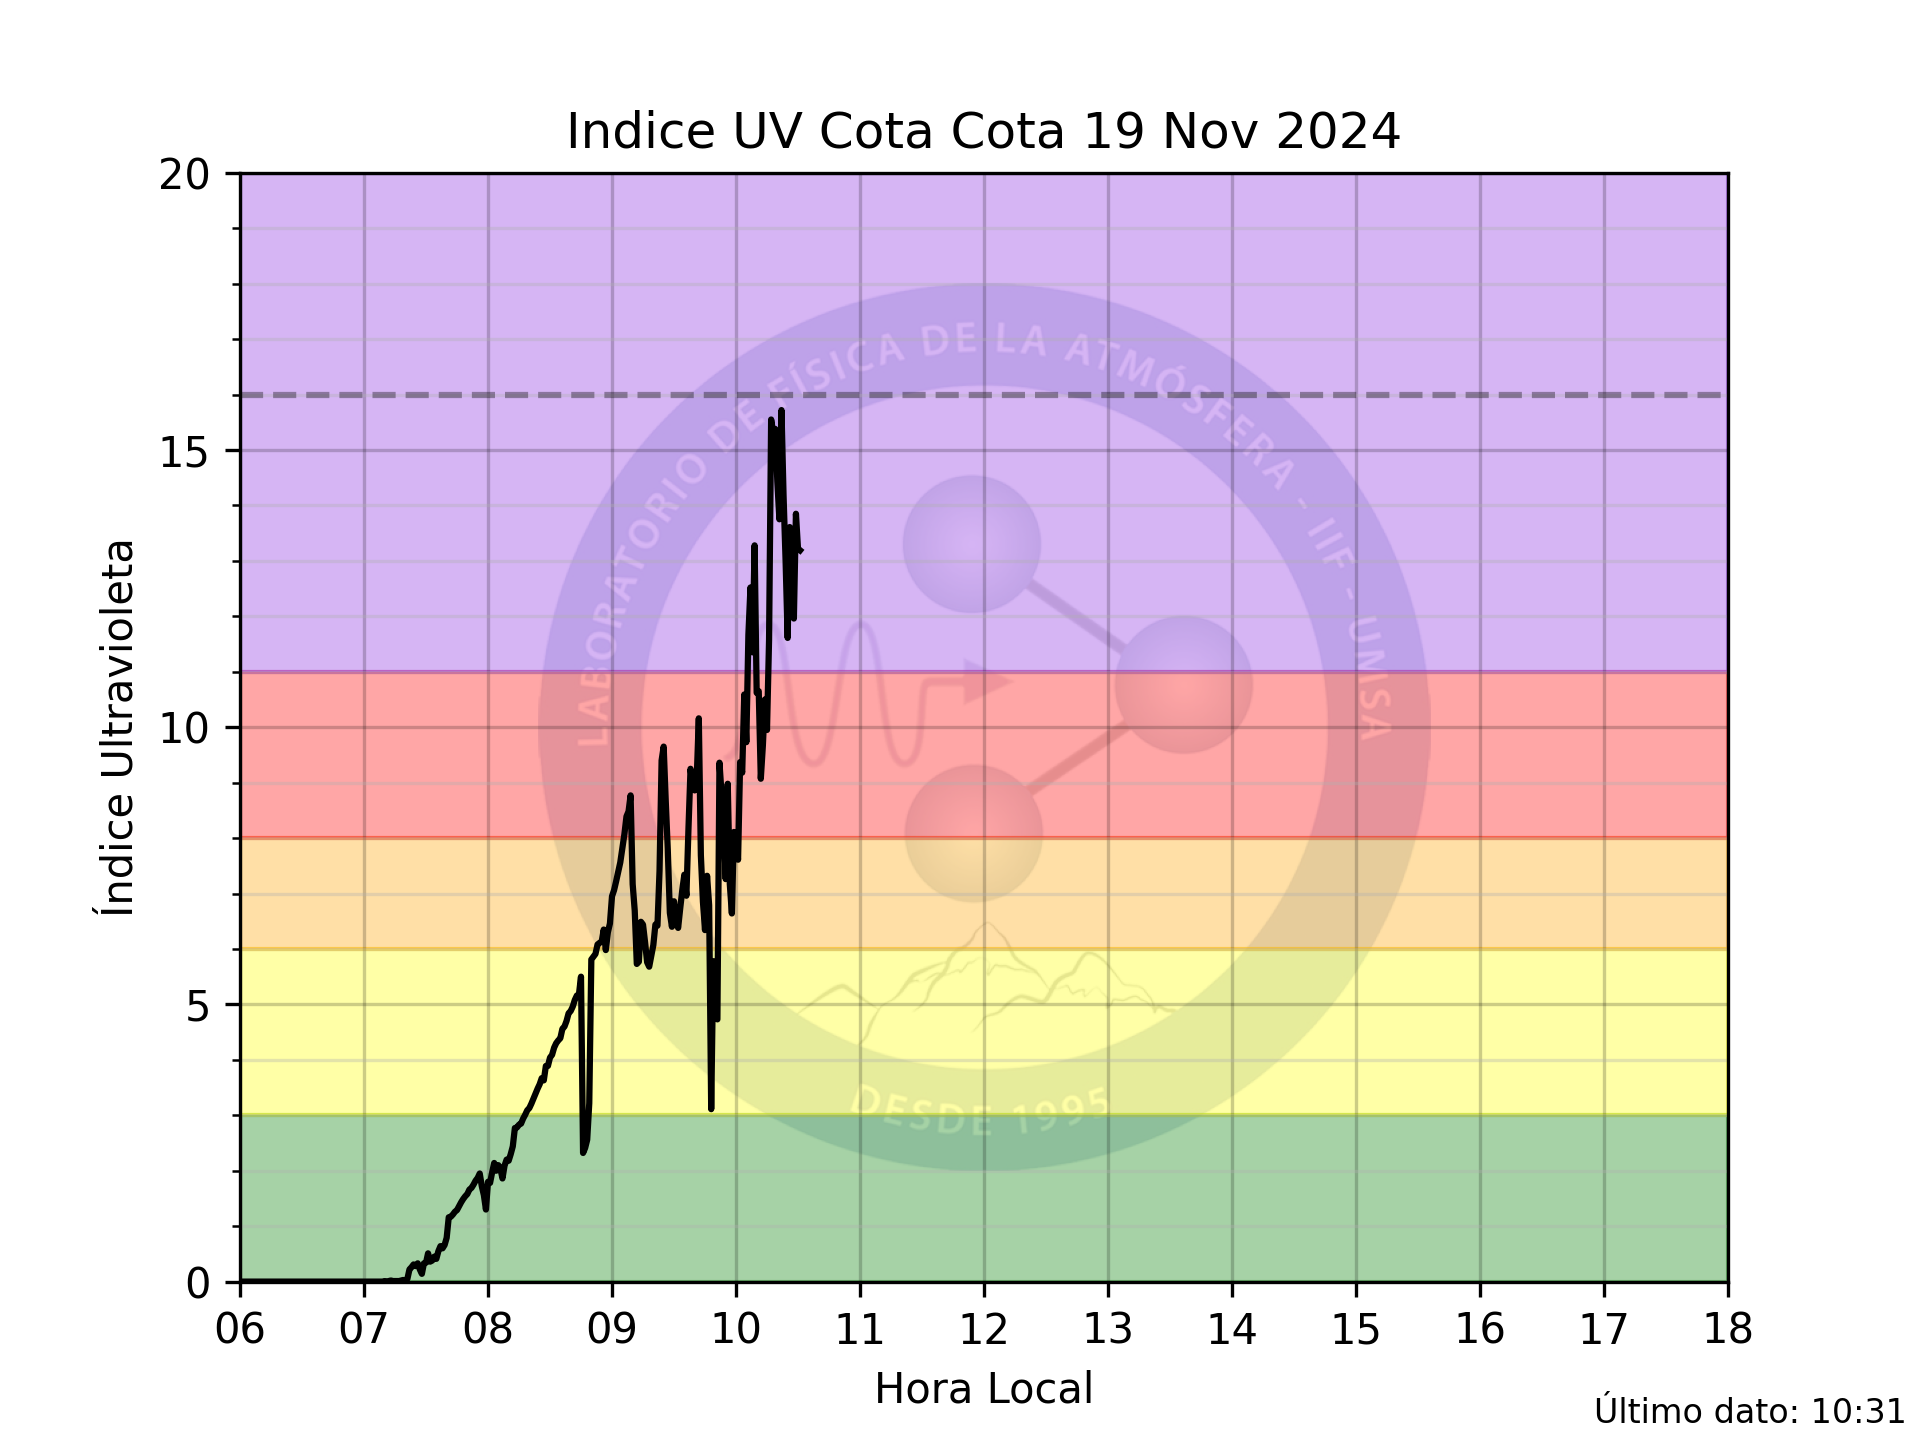 Indice UV Cota Cota 19 Nov 2024
20
15
10
5
0
Índice Ultravioleta
LABORATORIO DE FÍSICA DE LA ATMÓSFERA - IIF - UMSA
DESDE 1995
06 07 08 09 10 11 12 13 14 15 16 17 18
Hora Local
Último dato: 10:31